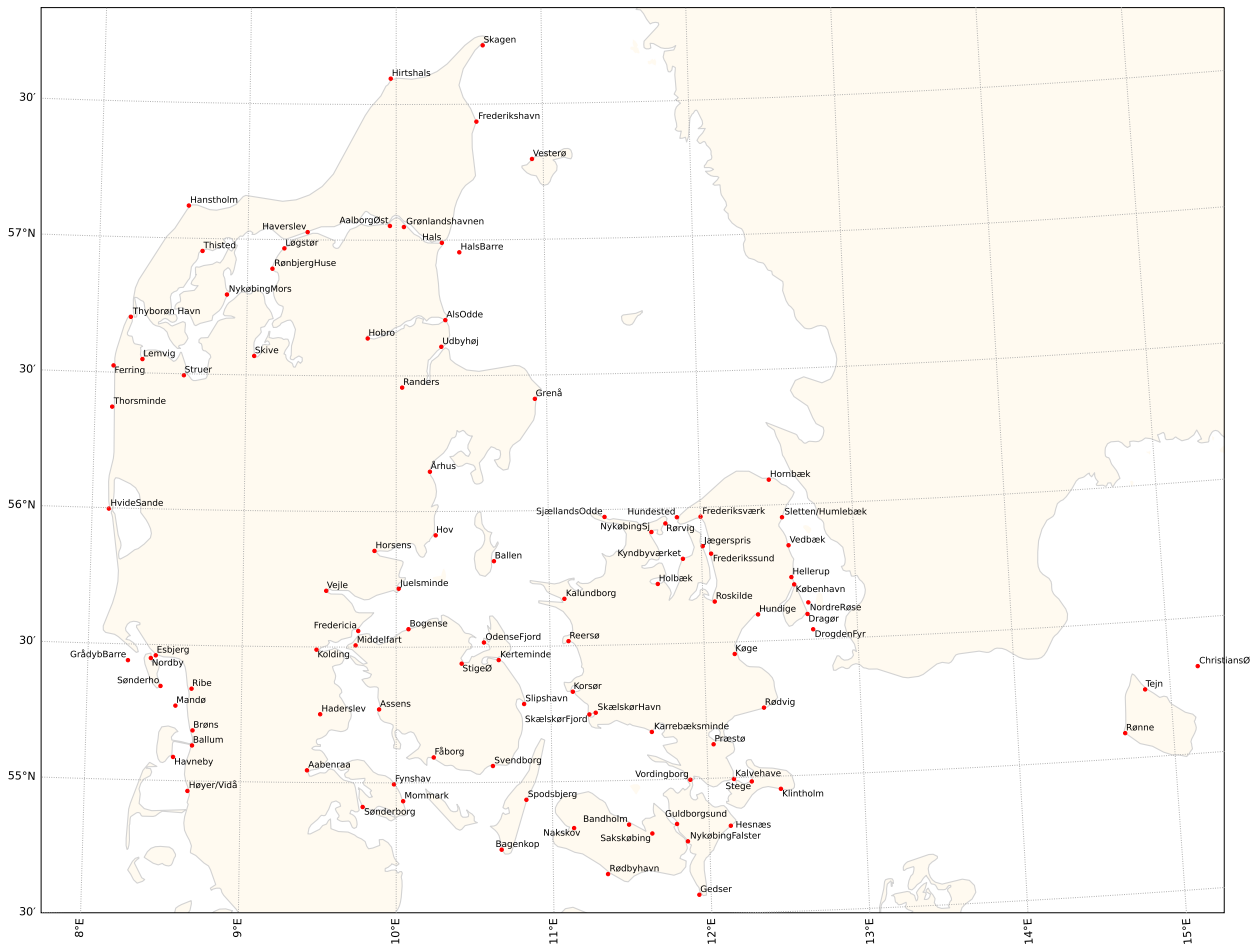 Skagen
Hirtshals
30′
Frederikshavn
Vesterø
Hanstholm
AalborgØst
Grønlandshavnen
Haverslev
57°N
Hals
Thisted
Løgstør
HalsBarre
RønbjergHuse
NykøbingMors
Thyborøn Havn
AlsOdde
Hobro
Udbyhøj
Lemvig
Skive
30′
Ferring
Struer
Randers
Grenå
Thorsminde
Århus
Hornbæk
56°N
HvideSande
SjællandsOdde
Hundested
Frederiksværk
Sletten/Humlebæk
NykøbingSj
Rørvig
Hov
Jægerspris
Vedbæk
Horsens
Kyndbyværket
Frederikssund
Ballen
Hellerup
Holbæk
Vejle
Juelsminde
København
Kalundborg
Roskilde
NordreRøse
Hundige
Dragør
Fredericia
Bogense
DrogdenFyr
30′
Middelfart
OdenseFjord
Reersø
Køge
Kolding
GrådybBarre
Esbjerg
Nordby
StigeØ
Kerteminde
ChristiansØ
Sønderho
Ribe
Korsør
Tejn
Mandø
Haderslev
Assens
Slipshavn
SkælskørHavn
SkælskørFjord
Rødvig
Brøns
Karrebæksminde
Rønne
Ballum
Præstø
Havneby
Fåborg
Svendborg
Aabenraa
55°N
Vordingborg
Kalvehave
Høyer/Vidå
Fynshav
Stege
Klintholm
Mommark
Spodsbjerg
Sønderborg
Guldborgsund
Bandholm
Hesnæs
Nakskov
Sakskøbing
NykøbingFalster
Bagenkop
Rødbyhavn
Gedser
30′
8°E
9°E
10°E
11°E
12°E
13°E
14°E
15°E